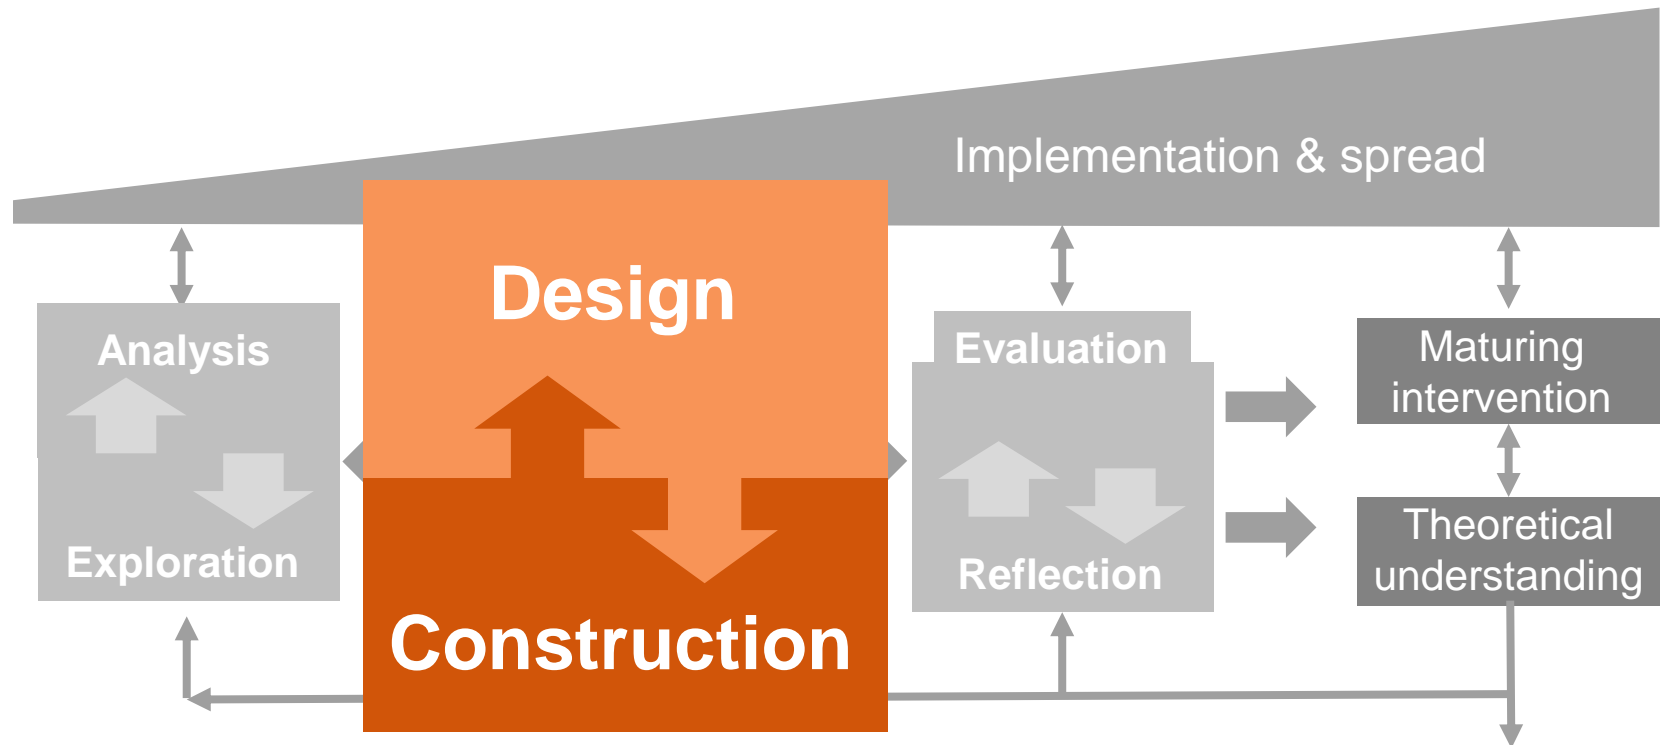 Implementation & spread
Analysis
Exploration
Design
Construction
Evaluation
Reflection
Maturing
intervention
Theoretical
understanding